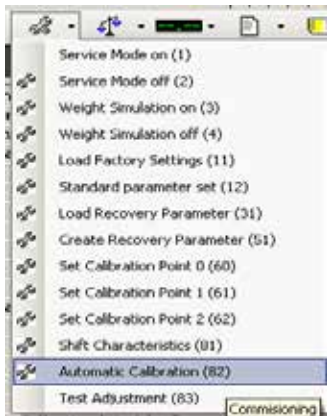 Service Mode on (1)
Service Mode off (2)
Weight Simulation on (3)
Weight Simulation off (4)
Load Factory Settings (11)
Standard parameter set (12)
Load Recovery Parameter (31)
Create Recovery Parameter (51)
Set Calibration Point 0 (60)
Set Calibration Point 1 (61)
Set Calibration Point 2 (62)
Shift Characteristics (81)
Automatic Calibration (82)
Test Adjustment (83)
Commisioning